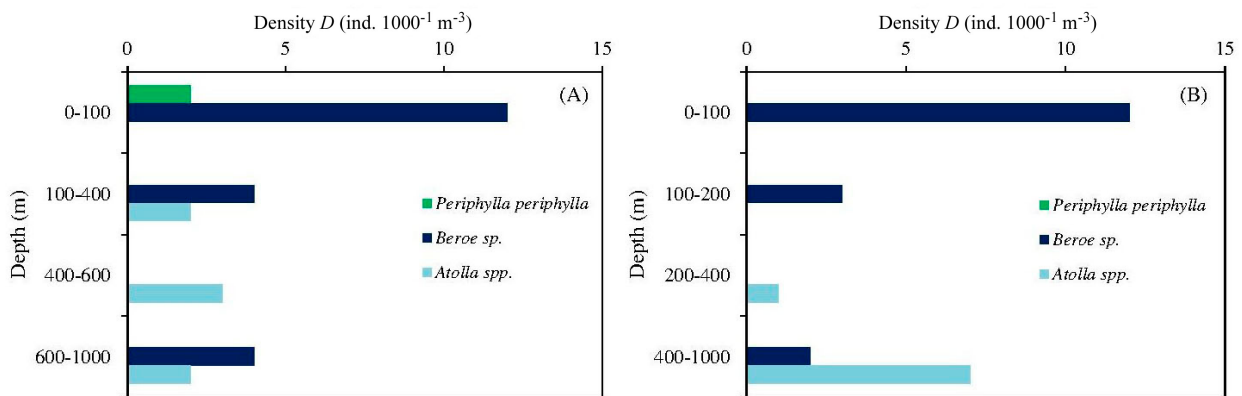 Density D (ind. 1000⁻¹ m⁻³)
0 5 10 15
(A)
0-100
100-400
400-600
600-1000
Depth (m)
Periphylla periphylla
Beroe sp.
Atolla spp.
Density D (ind. 1000⁻¹ m⁻³)
0 5 10 15
(B)
0-100
100-200
200-400
400-1000
Depth (m)
Periphylla periphylla
Beroe sp.
Atolla spp.